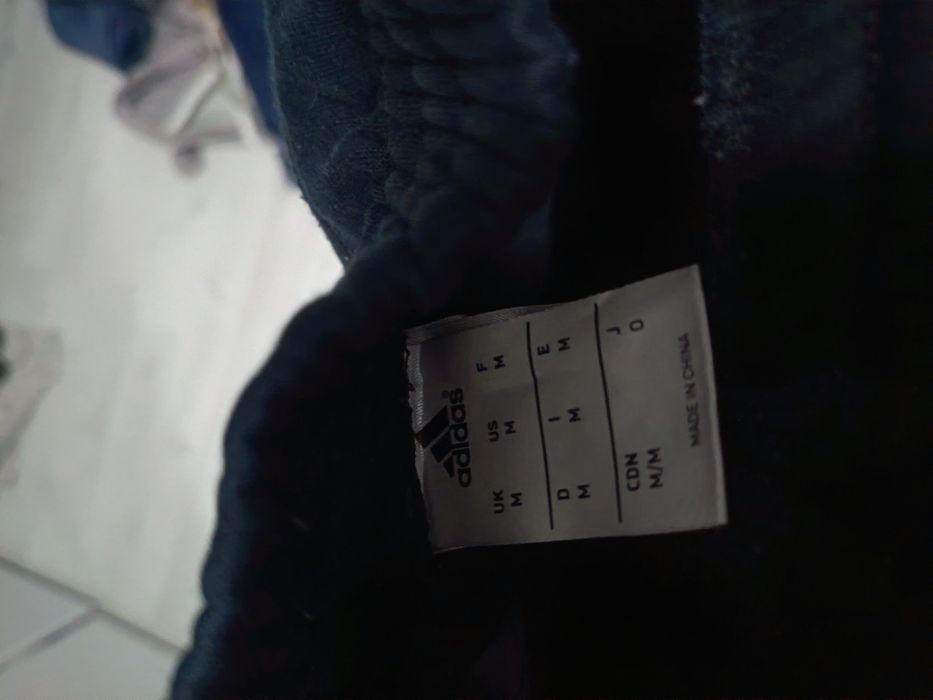 adidas
UK US F
M M M
D I E
M M M
CDN J
M/M O
MADE IN CHINA